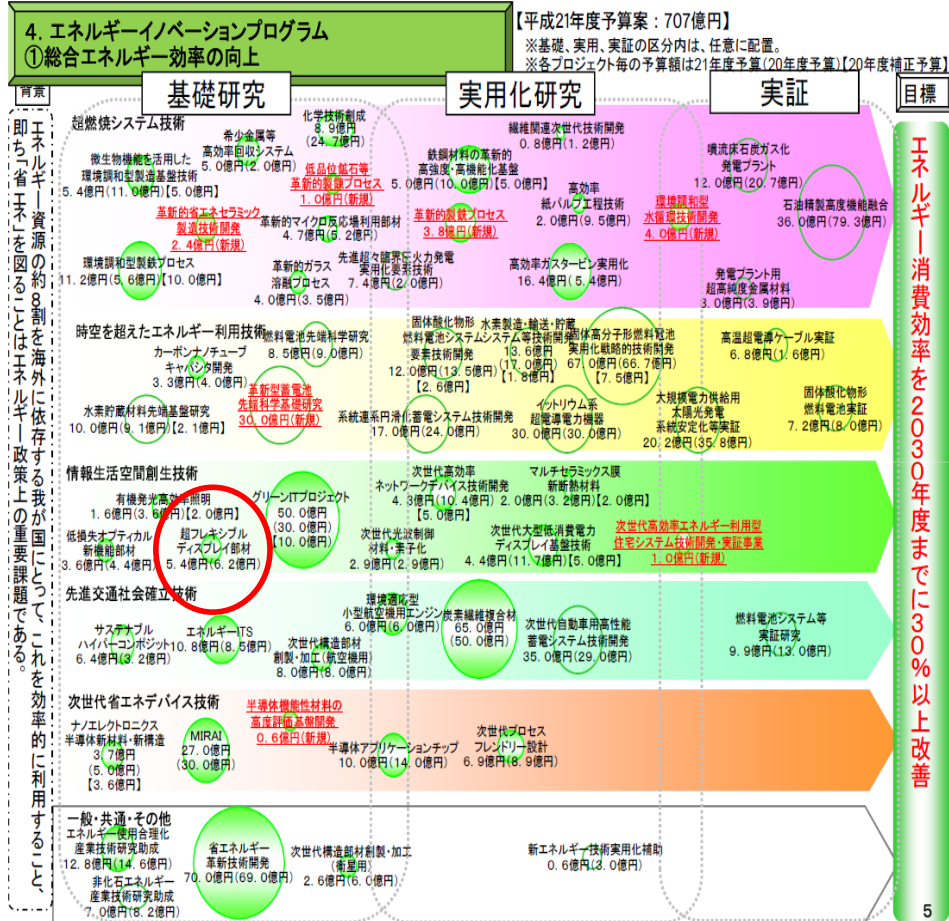 4. エネルギーイノベーションプログラム
①総合エネルギー効率の向上
【平成21年度予算案:707億円】
※基礎、実用、実証の区分内は、任意に配置。
※各プロジェクト毎の予算額は21年度予算(20年度予算)【20年度補正予算】
背景
基礎研究
実用化研究
実証
目標
エネルギー資源の約8割を海外に依存する我が国にとって、これを効率的に利用すること、
即ち「省エネ」を図ることはエネルギー政策上の重要課題である。
超燃焼システム技術
化学技術創成
8.9億円
(24.7億円)
希少金属等
高効率回収システム
5.0億円(2.0億円)
微生物機能を活用した
環境調和型製造基盤技術
5.4億円(11.0億円)【5.0億円】
低品位鉱石等
革新的製錬プロセス
1.0億円(新規)
革新的省エネセラミック
製造技術開発
2.4億円(新規)
革新的マイクロ反応場利用部材
4.7億円(5.2億円)
環境調和型製鉄プロセス
11.2億円(5.6億円)【10.0億円】
革新的ガラス
溶融プロセス
4.0億円(3.5億円)
先進超々臨界圧火力発電
実用化要素技術
7.4億円(2.0億円)
繊維関連次世代技術開発
0.8億円(1.2億円)
鉄鋼材料の革新的
高強度・高機能化基盤
5.0億円(10.0億円)【5.0億円】
高効率
紙パルプ工程技術
2.0億円(9.5億円)
革新的製鉄プロセス
3.8億円(新規)
高効率ガスタービン実用化
16.4億円(5.4億円)
環境調和型
水循環技術開発
4.0億円(新規)
噴流床石炭ガス化
発電プラント
12.0億円(20.7億円)
石油精製高度機能融合
36.0億円(79.3億円)
発電プラント用
超高純度金属材料
3.0億円(3.9億円)
時空を超えたエネルギー利用技術
燃料電池先端科学研究
8.5億円(9.0億円)
カーボンナノチューブ
キャパシタ開発
3.3億円(4.0億円)
革新型蓄電池
先端科学基礎研究
30.0億円(新規)
水素貯蔵材料先端基盤研究
10.0億円(9.1億円)【2.1億円】
固体酸化物形
燃料電池システム
要素技術開発
12.0億円(13.5億円)
【2.6億円】
水素製造・輸送・貯蔵
システム等技術開発
13.6億円
(17.0億円)
【1.8億円】
固体高分子形燃料電池
実用化戦略的技術開発
67.0億円(66.7億円)
【7.5億円】
系統連系円滑化蓄電システム技術開発
17.0億円(24.0億円)
イットリウム系
超電導電力機器
30.0億円(30.0億円)
高温超電導ケーブル実証
6.8億円(1.6億円)
大規模電力供給用
太陽光発電
系統安定化等実証
20.2億円(35.8億円)
固体酸化物形
燃料電池実証
7.2億円(8.0億円)
情報生活空間創生技術
有機発光高効率照明
1.6億円(3.6億円)【2.0億円】
グリーンITプロジェクト
50.0億円
(30.0億円)
【10.0億円】
低損失オプティカル
新機能部材
3.6億円(4.4億円)
超フレキシブル
ディスプレイ部材
5.4億円(6.2億円)
次世代光波制御
材料・素子化
2.9億円(2.9億円)
次世代高効率
ネットワークデバイス技術開発
4.3億円(10.4億円)
【5.0億円】
マルチセラミックス膜
新断熱材料
2.0億円(3.2億円)【2.0億円】
次世代大型低消費電力
ディスプレイ基盤技術
4.4億円(11.7億円)【5.0億円】
次世代高効率エネルギー利用型
住宅システム技術開発・実証事業
1.0億円(新規)
先進交通社会確立技術
サステナブル
ハイパーコンポジット
6.4億円(3.2億円)
エネルギーITS
10.8億円(8.5億円)
次世代構造部材
創製・加工(航空機用)
8.0億円(8.0億円)
環境適応型
小型航空機用エンジン
6.0億円(6.0億円)
炭素繊維複合材
65.0億円
(50.0億円)
次世代自動車用高性能
蓄電システム技術開発
35.0億円(29.0億円)
燃料電池システム等
実証研究
9.9億円(13.0億円)
次世代省エネデバイス技術
ナノエレクトロニクス
半導体新材料・新構造
3.7億円
(5.0億円)
【3.6億円】
MIRAI
27.0億円
(30.0億円)
半導体機能性材料の
高度評価基盤開発
0.6億円(新規)
半導体アプリケーションチップ
10.0億円(14.0億円)
次世代プロセス
フレンドリー設計
6.9億円(8.9億円)
一般・共通・その他
エネルギー使用合理化
産業技術研究助成
12.8億円(14.6億円)
非化石エネルギー
産業技術研究助成
7.0億円(8.2億円)
省エネルギー
革新技術開発
70.0億円(69.0億円)
次世代構造部材創製・加工
(衛星用)
2.6億円(6.0億円)
新エネルギー技術実用化補助
0.6億円(3.0億円)
エネルギー消費効率を2030年度までに30%以上改善
5